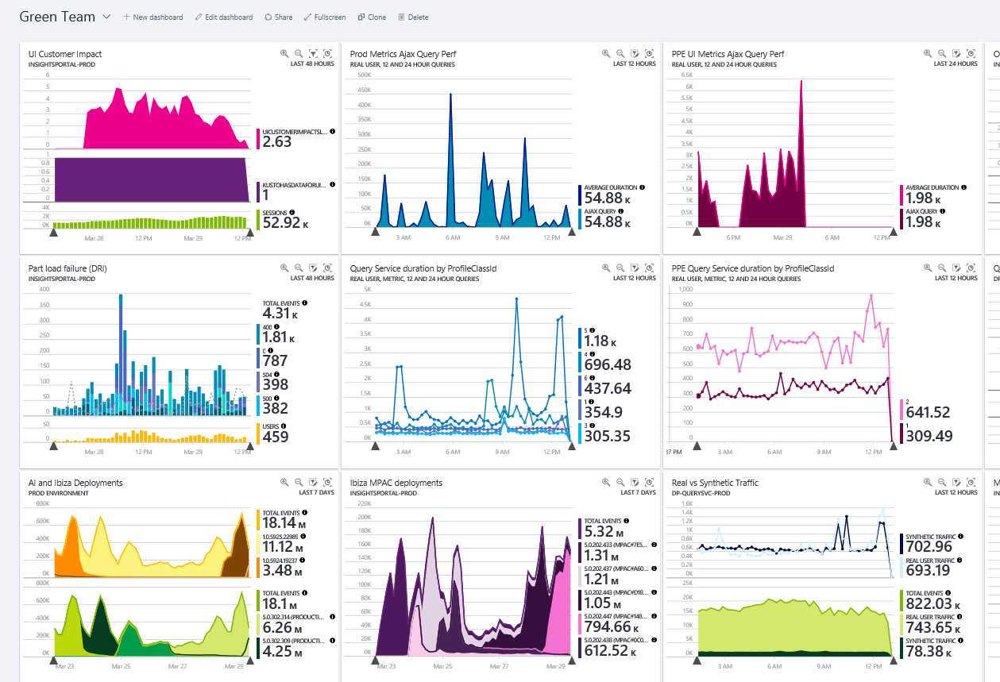 Green Team
New dashboard
Edit dashboard
Share
Fullscreen
Clone
Delete
UI Customer Impact
INSIGHTSPORTAL-PROD
LAST 48 HOURS
6
5
4
3
2
1
0
1
0.8
0.6
0.4
0.2
0
4K
2K
0K
Mar 28
12 PM
Mar 29
12 PM
UICUSTOMERIMPACTSL...
2.63
KUSTOHASDATAFORUI...
1
SESSIONS
52.92 K
Prod Metrics Ajax Query Perf
REAL USER, 12 AND 24 HOUR QUERIES
LAST 12 HOURS
500K
450K
400K
350K
300K
250K
200K
150K
100K
50K
0K
3 AM
6 AM
9 AM
12 PM
AVERAGE DURATION
54.88 K
AJAX QUERY
54.88 K
PPE UI Metrics Ajax Query Perf
REAL USER, 12 AND 24 HOUR QUERIES
LAST 24 HOURS
6.5K
6K
5.5K
5K
4.5K
4K
3.5K
3K
2.5K
2K
1.5K
1K
0.5K
0K
6 PM
Mar 29
6 AM
12 PM
AVERAGE DURATION
1.98 K
AJAX QUERY
1.98 K
Part load failure (DRI)
INSIGHTSPORTAL-PROD
LAST 48 HOURS
400
350
300
250
200
150
100
50
0
50
0
Mar 28
12 PM
Mar 29
12 PM
TOTAL EVENTS
4.31 K
400
1.81 K
0
787
504
398
500
382
USERS
459
Query Service duration by ProfileClassId
REAL USER, METRIC, 12 AND 24 HOUR QUERIES
LAST 12 HOURS
5K
4.5K
4K
3.5K
3K
2.5K
2K
1.5K
1K
0.5K
0K
3 AM
6 AM
9 AM
12 PM
5
1.18 K
4
696.48
6
437.64
1
354.9
3
305.35
PPE Query Service duration by ProfileClassId
REAL USER, METRIC, 12 AND 24 HOUR QUERIES
LAST 12 HOURS
1,000
900
800
700
600
500
400
300
200
100
0
37 PM
3 AM
6 AM
9 AM
12 PM
2
641.52
1
309.49
AI and Ibiza Deployments
PROD ENVIRONMENT
LAST 7 DAYS
800K
600K
400K
200K
0K
800K
600K
400K
200K
0K
Mar 23
Mar 25
Mar 27
Mar 29
TOTAL EVENTS
18.14 M
10.5925.22989
11.12 M
10.5924.19237
3.48 M
TOTAL EVENTS
18.1 M
5.0.302.314 (PRODUCTI...
6.26 M
5.0.302.309 (PRODUCTI...
4.25 M
Ibiza MPAC deployments
INSIGHTSPORTAL-PROD
LAST 7 DAYS
220K
200K
180K
160K
140K
120K
100K
80K
60K
40K
20K
0K
Mar 23
Mar 25
Mar 27
Mar 29
TOTAL EVENTS
5.32 M
5.0.202.433 (MPAC#7E5...
1.31 M
5.0.202.437 (MPAC#A60...
1.21 M
5.0.202.443 (MPAC#D18...
1.05 M
5.0.202.447 (MPAC#148...
794.66 K
5.0.202.438 (MPAC#0C0...
612.52 K
Real vs Synthetic Traffic
DP-QUERYSVC-PROD
LAST 12 HOURS
1.6K
1.4K
1.2K
1K
0.8K
0.6K
0.4K
0.2K
0K
25K
20K
15K
10K
5K
0K
3 AM
6 AM
9 AM
12 PM
SYNTHETIC TRAFFIC
702.96
REAL USER TRAFFIC
693.19
TOTAL EVENTS
822.03 K
REAL USER TRAFFIC
743.65 K
SYNTHETIC TRAFFIC
78.38 K